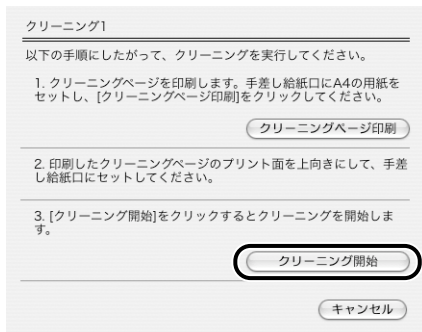 クリーニング1
以下の手順にしたがって、クリーニングを実行してください。
1. クリーニングページを印刷します。手差し給紙口にA4の用紙を
セットし、[クリーニングページ印刷]をクリックしてください。
クリーニングページ印刷
2. 印刷したクリーニングページのプリント面を上向きにして、手差
し給紙口にセットしてください。
3. [クリーニング開始]をクリックするとクリーニングを開始しま
す。
クリーニング開始
キャンセル